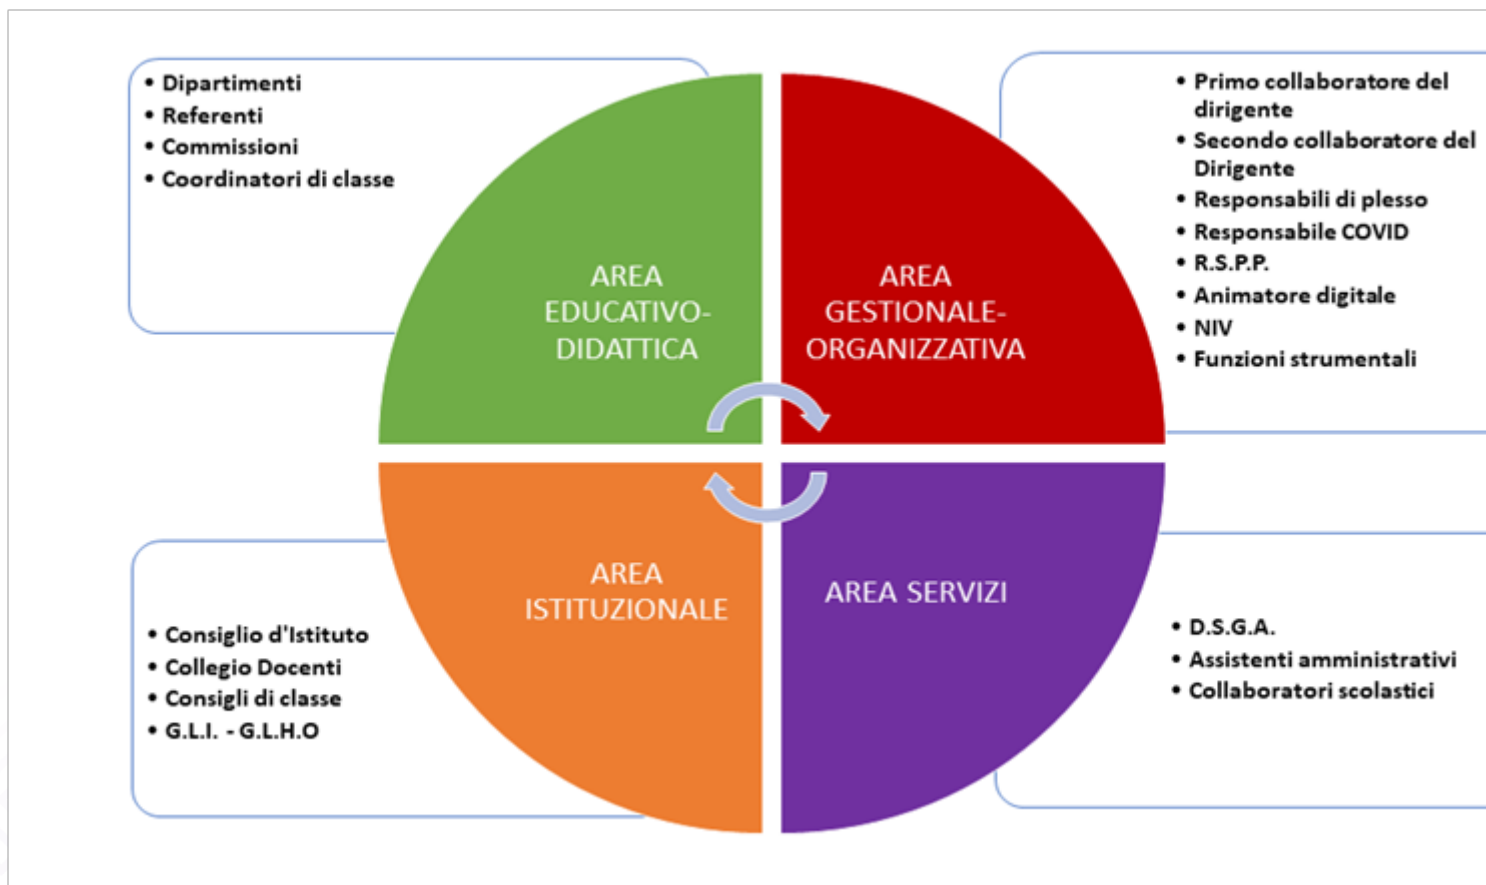 • Dipartimenti
• Referenti
• Commissioni
• Coordinatori di classe
AREA
EDUCATIVO-
DIDATTICA
AREA
GESTIONALE-
ORGANIZZATIVA
• Primo collaboratore del
dirigente
• Secondo collaboratore del
Dirigente
• Responsabili di plesso
• Responsabile COVID
• R.S.P.P.
• Animatore digitale
• NIV
• Funzioni strumentali
• Consiglio d'Istituto
• Collegio Docenti
• Consigli di classe
• G.L.I. - G.L.H.O
AREA
ISTITUZIONALE
AREA SERVIZI
• D.S.G.A.
• Assistenti amministrativi
• Collaboratori scolastici